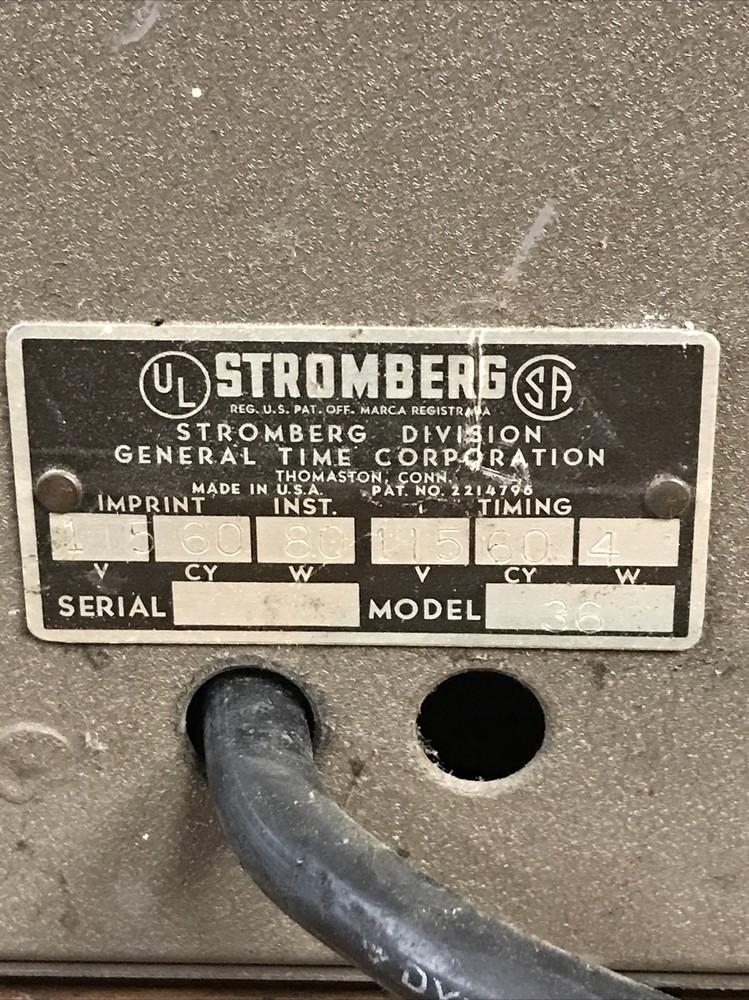 UL STROMBERG SA
REG. U.S. PAT. OFF. MARCA REGISTRADA
STROMBERG DIVISION
GENERAL TIME CORPORATION
THOMASTON, CONN.
MADE IN U.S.A. PAT. NO. 2214796
IMPRINT INST. TIMING
115 60 80 115 60 4
V CY W V CY W
SERIAL MODEL 36